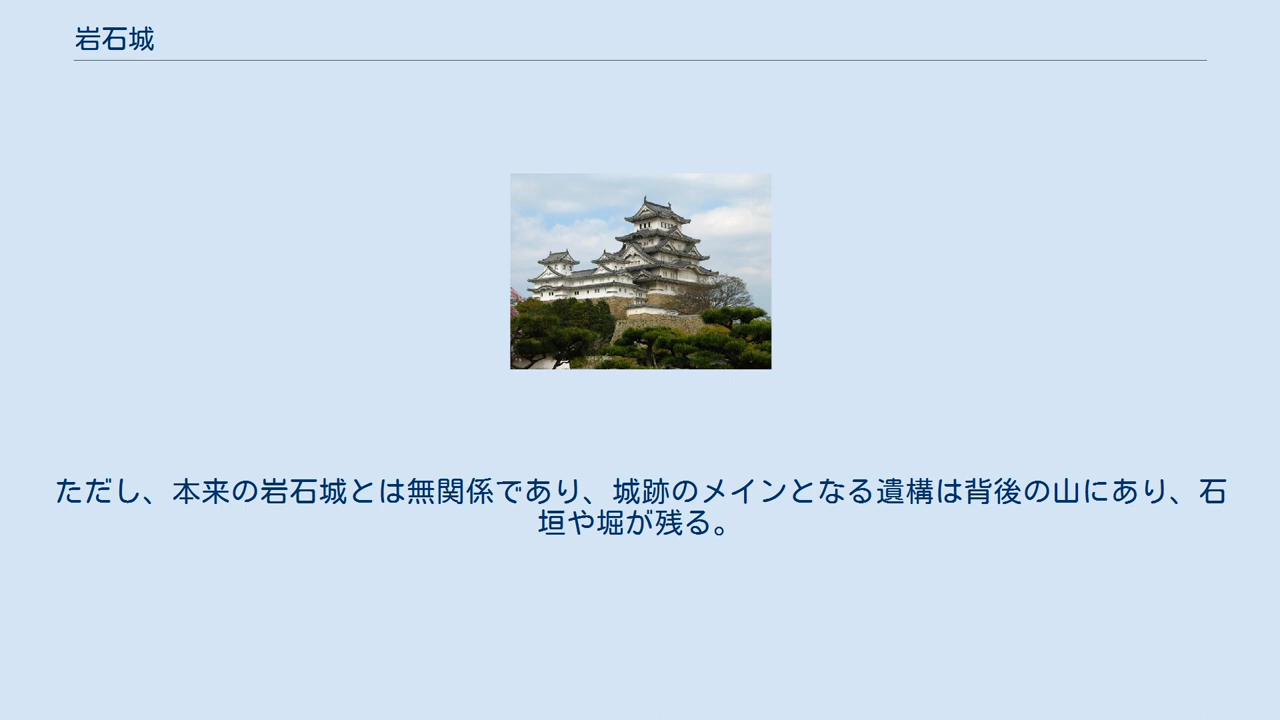 岩石城
ただし、本来の岩石城とは無関係であり、城跡のメインとなる遺構は背後の山にあり、石
垣や堀が残る。